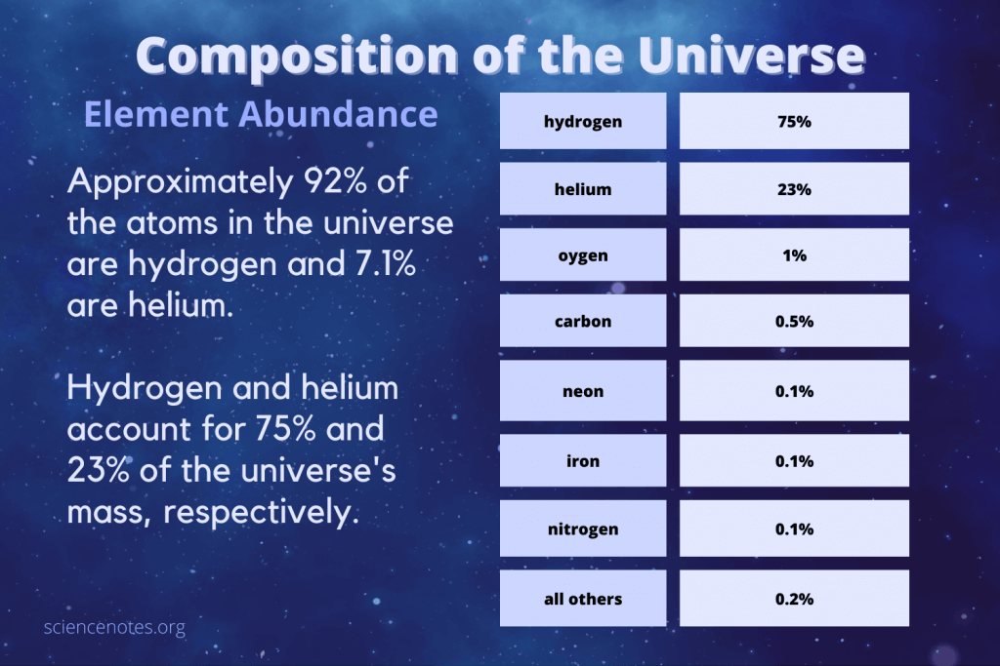 Composition of the Universe
Element Abundance
Approximately 92% of
the atoms in the universe
are hydrogen and 7.1%
are helium.
Hydrogen and helium
account for 75% and
23% of the universe's
mass, respectively.
hydrogen 75%
helium 23%
oygen 1%
carbon 0.5%
neon 0.1%
iron 0.1%
nitrogen 0.1%
all others 0.2%
sciencenotes.org